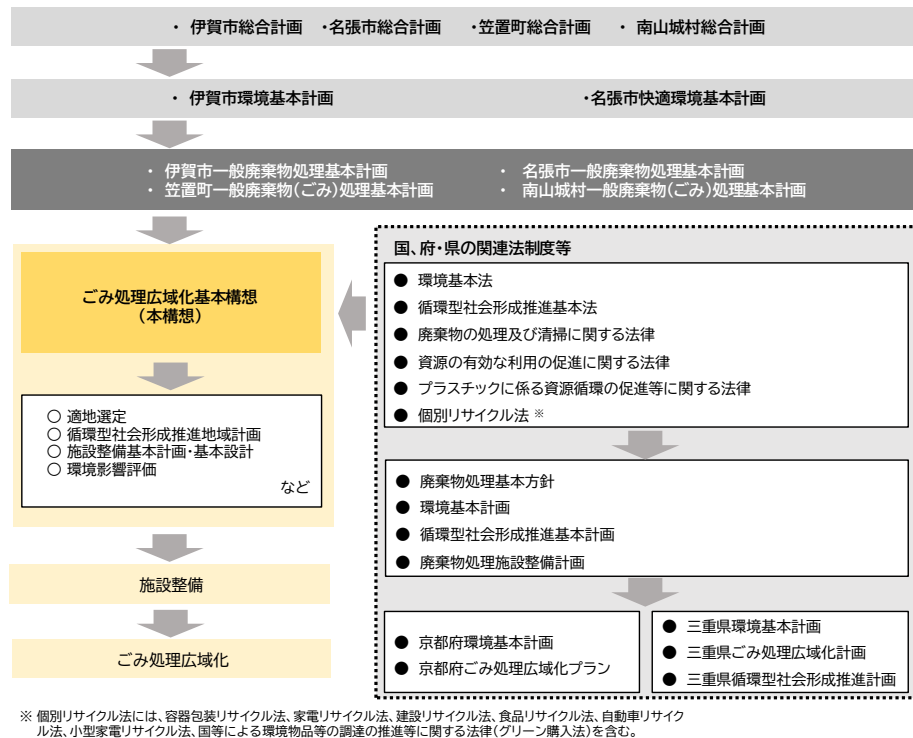 ・ 伊賀市総合計画 ・名張市総合計画 ・笠置町総合計画 ・ 南山城村総合計画
・ 伊賀市環境基本計画 ・名張市快適環境基本計画
・ 伊賀市一般廃棄物処理基本計画 ・ 名張市一般廃棄物処理基本計画
・ 笠置町一般廃棄物(ごみ)処理基本計画 ・ 南山城村一般廃棄物(ごみ)処理基本計画
ごみ処理広域化基本構想
(本構想)
○ 適地選定
○ 循環型社会形成推進地域計画
○ 施設整備基本計画・基本設計
○ 環境影響評価
など
施設整備
ごみ処理広域化
国、府・県の関連法制度等
● 環境基本法
● 循環型社会形成推進基本法
● 廃棄物の処理及び清掃に関する法律
● 資源の有効な利用の促進に関する法律
● プラスチックに係る資源循環の促進等に関する法律
● 個別リサイクル法 ※
● 廃棄物処理基本方針
● 環境基本計画
● 循環型社会形成推進基本計画
● 廃棄物処理施設整備計画
● 京都府環境基本計画
● 京都府ごみ処理広域化プラン
● 三重県環境基本計画
● 三重県ごみ処理広域化計画
● 三重県循環型社会形成推進計画
※ 個別リサイクル法には、容器包装リサイクル法、家電リサイクル法、建設リサイクル法、食品リサイクル法、自動車リサイク
ル法、小型家電リサイクル法、国等による環境物品等の調達の推進等に関する法律(グリーン購入法)を含む。